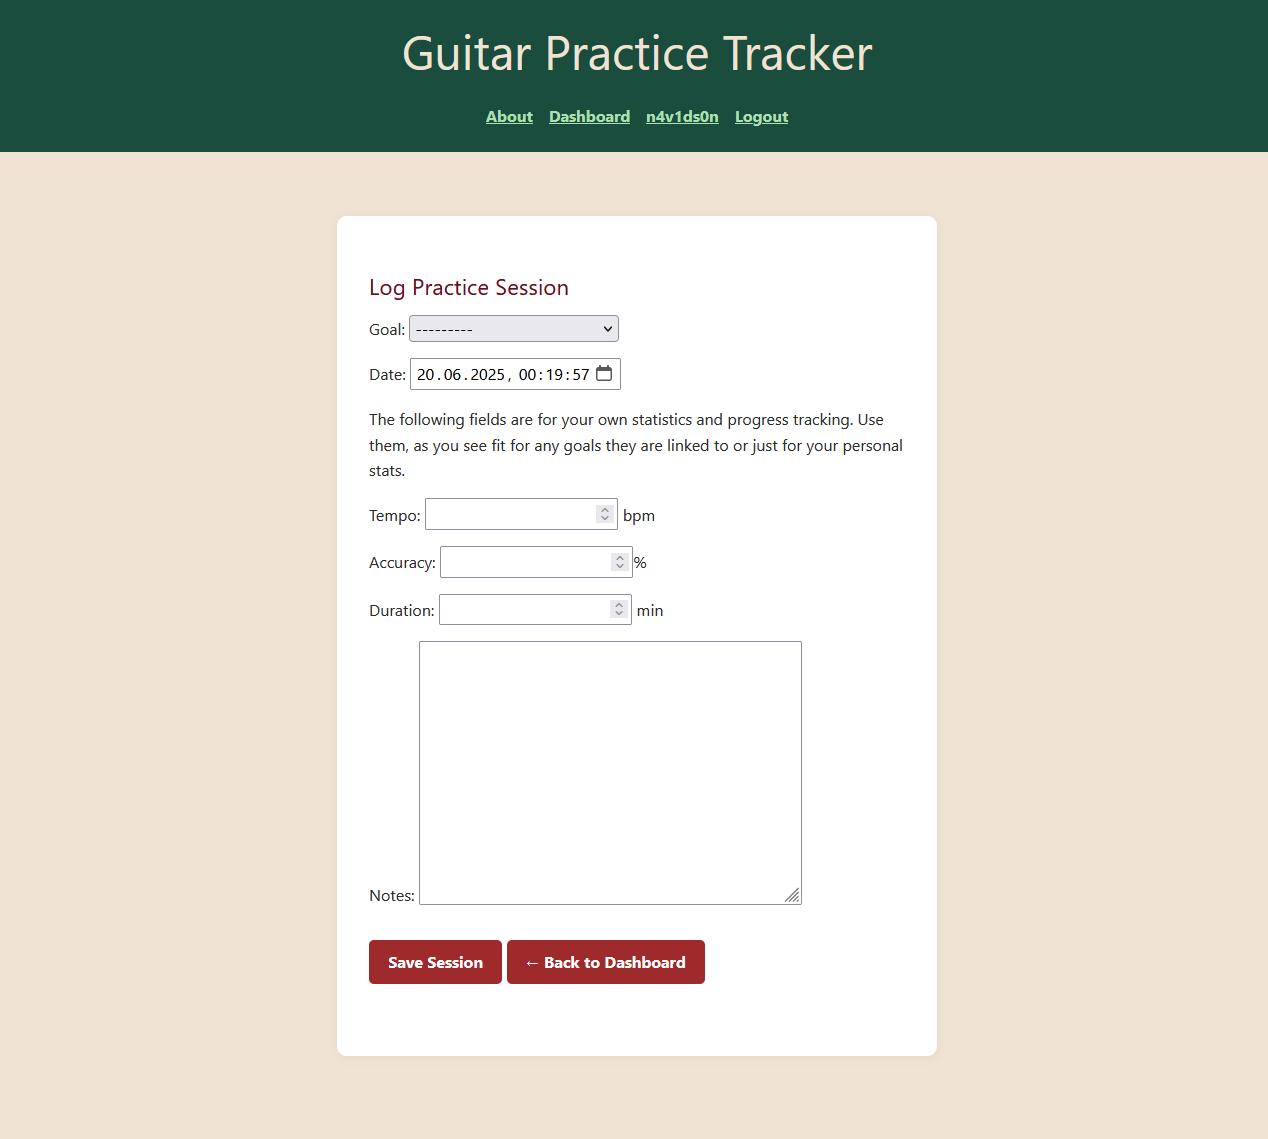 Guitar Practice Tracker
About Dashboard n4v1ds0n Logout
Log Practice Session
Goal: ---------
Date: 20.06.2025, 00:19:57
The following fields are for your own statistics and progress tracking. Use
them, as you see fit for any goals they are linked to or just for your personal
stats.
Tempo: bpm
Accuracy: %
Duration: min
Notes:
Save Session ← Back to Dashboard